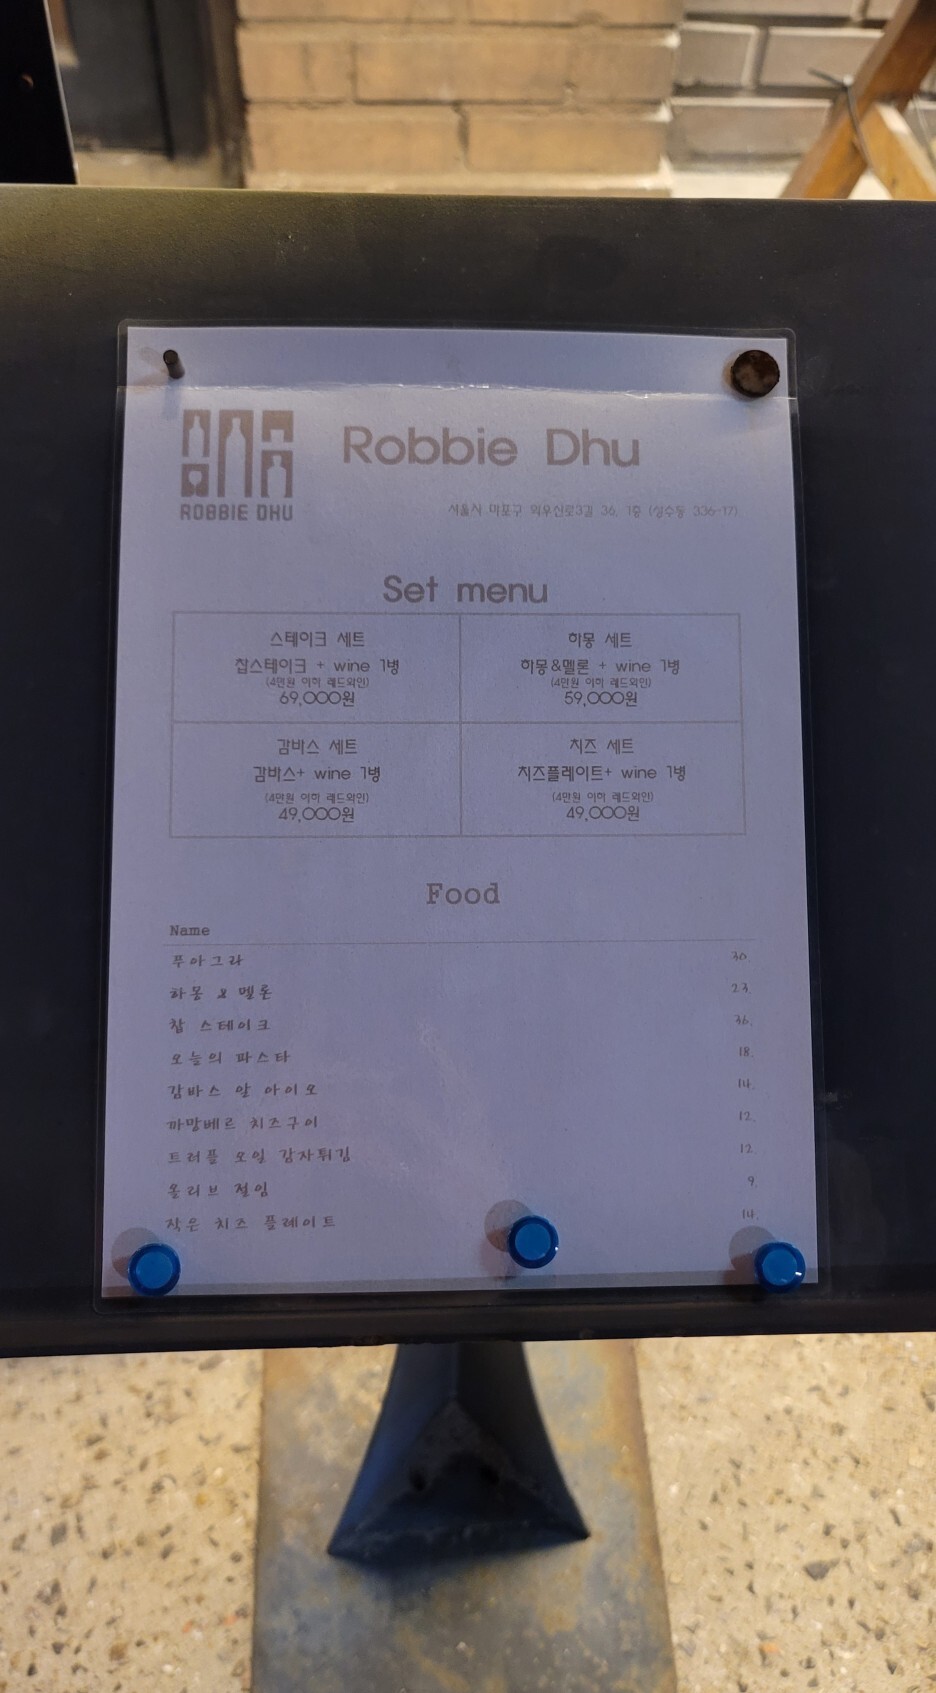 Robbie Dhu
ROBBIE DHU
서울시 마포구 와우산로3길 36, 1층 (상수동 336-17)
Set menu
스테이크 세트
찹스테이크 + wine 1병
(4만원 이하 레드와인)
69,000원
하몽 세트
하몽&멜론 + wine 1병
(4만원 이하 레드와인)
59,000원
감바스 세트
감바스+ wine 1병
(4만원 이하 레드와인)
49,000원
치즈 세트
치즈플레이트+ wine 1병
(4만원 이하 레드와인)
49,000원
Food
Name
푸아그라 30.
하몽 & 멜론 23.
찹 스테이크 36.
오늘의 파스타 18.
감바스 알 아이오 14.
까망베르 치즈구이 12.
트러플 오일 감자튀김 12
올리브 절임 9.
작은 치즈 플레이트 14.